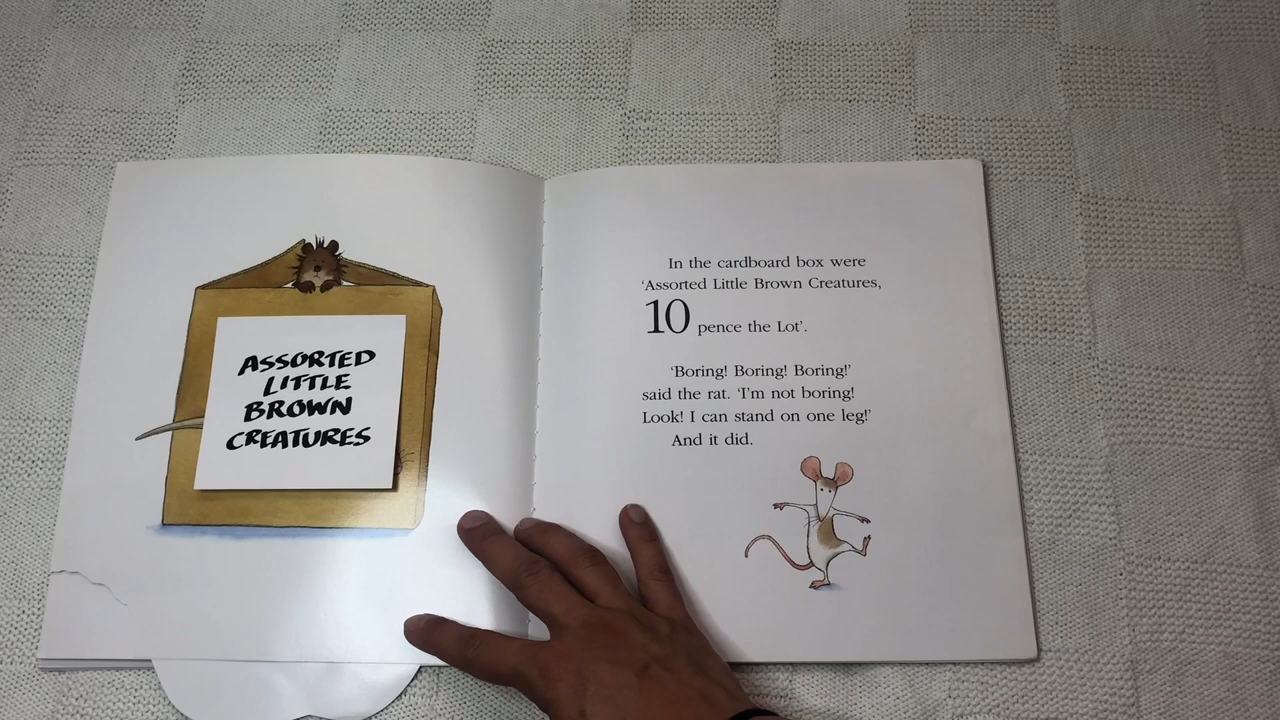 ASSORTED
LITTLE
BROWN
CREATURES
In the cardboard box were
‘Assorted Little Brown Creatures,
10 pence the Lot’.
‘Boring! Boring! Boring!’
said the rat. ‘I’m not boring!
Look! I can stand on one leg!’
And it did.